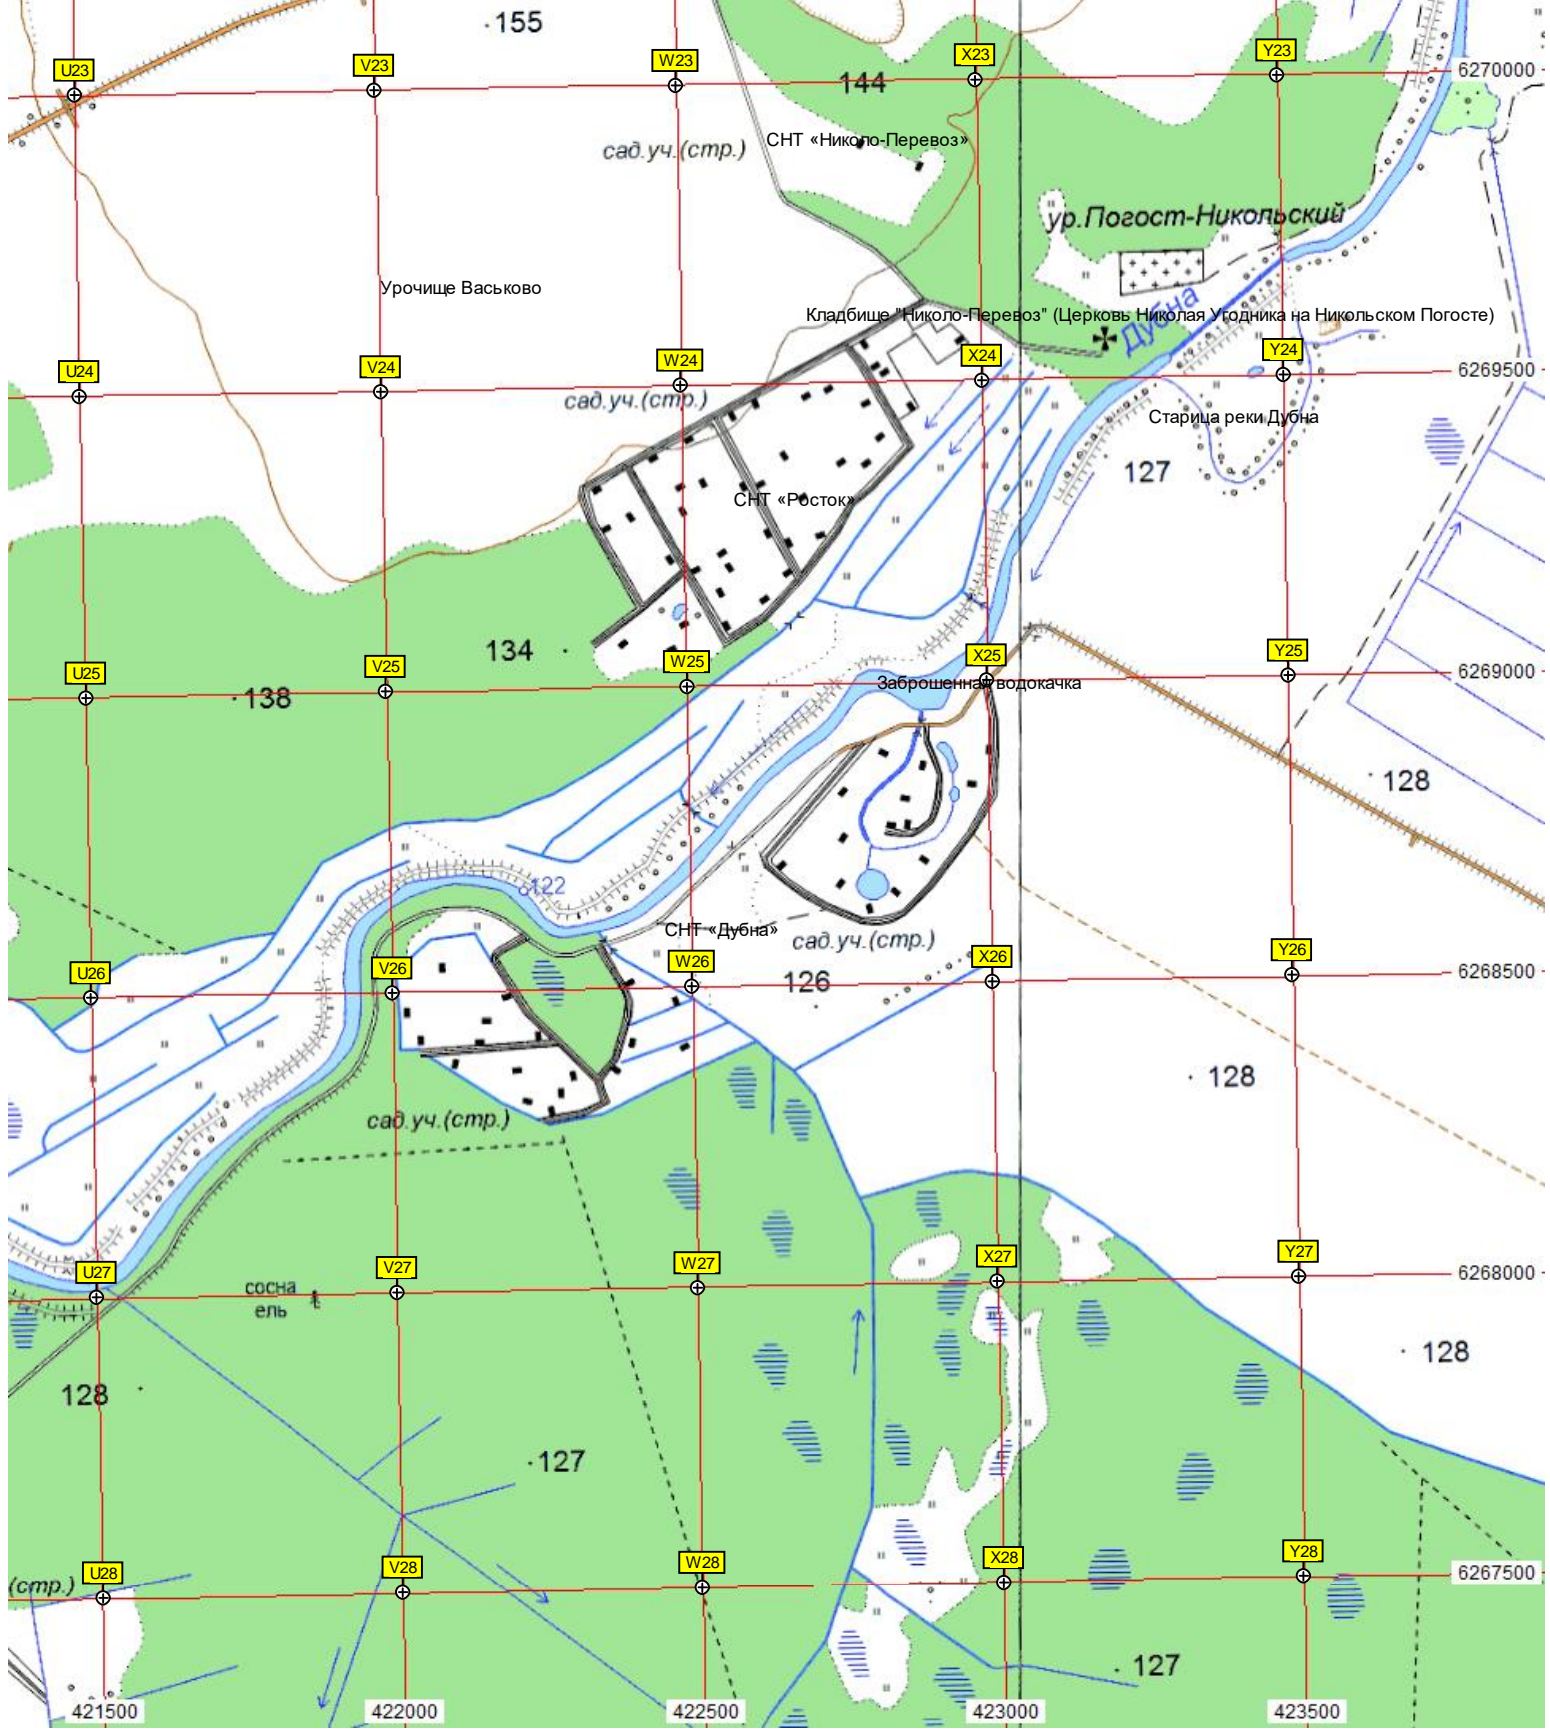 155
U23
V23
W23
X23
Y23
6270000
144
СНТ «Николо-Перевоз»
сад.уч.(стр.)
ур.Погост-Никольский
Урочище Васьково
Кладбище "Николо-Перевоз" (Церковь Николая Угодника на Никольском Погосте)
Дубна
U24
V24
W24
X24
Y24
6269500
сад.уч.(стр.)
Старица реки Дубна
127
СНТ «Росток»
134
U25
V25
W25
X25
Y25
6269000
138
Заброшенная водокачка
128
122
СНТ «Дубна»
сад.уч.(стр.)
U26
V26
W26
X26
Y26
6268500
126
128
сад.уч.(стр.)
U27
V27
W27
X27
Y27
6268000
сосна
ель
128
128
127
U28
V28
W28
X28
Y28
6267500
(стр.)
127
421500
422000
422500
423000
423500